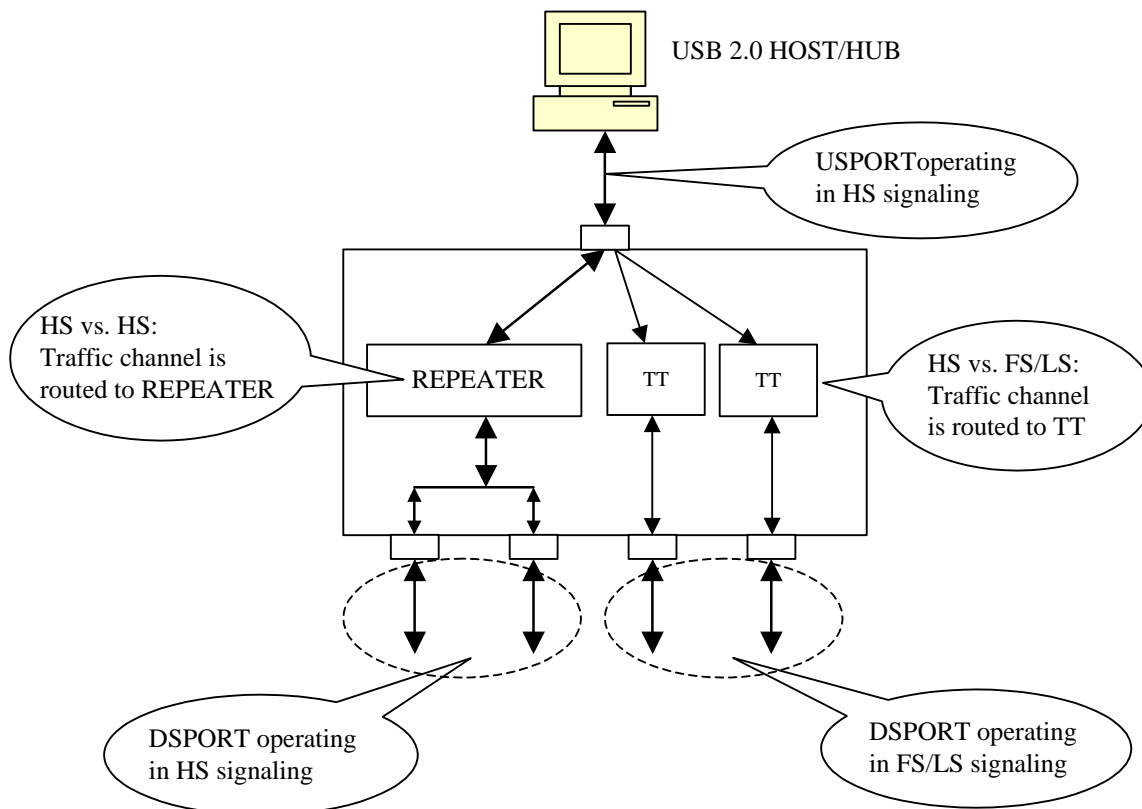 USB 2.0 HOST/HUB
USPORToperating
in HS signaling
HS vs. HS:
Traffic channel is
routed to REPEATER
REPEATER
TT
TT
HS vs. FS/LS:
Traffic channel
is routed to TT
DSPORT operating
in HS signaling
DSPORT operating
in FS/LS signaling